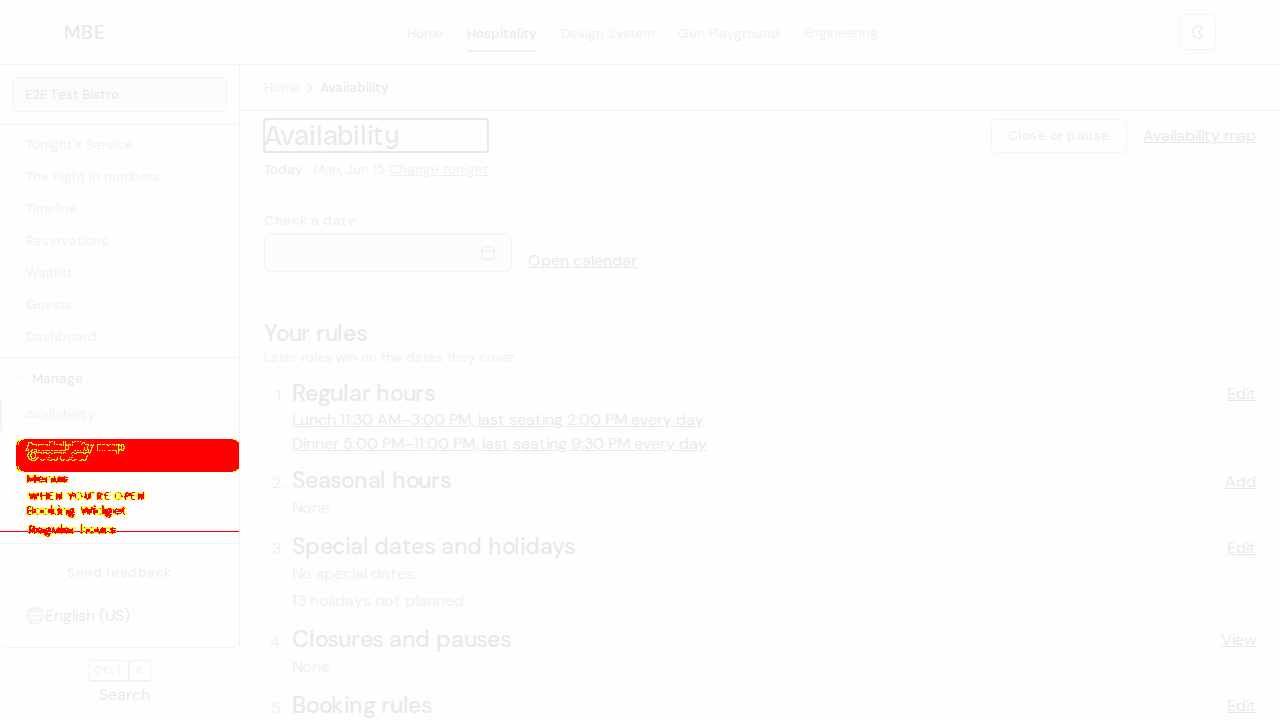 MBE
Home Hospitality Design System Gen Playground Engineering
E2E Test Bistro
Home Availability
Tonight's Service
The night in numbers
Timeline
Reservations
Waitlist
Guests
Dashboard
Manage
Availability
Availability map
Overview
Menus
WHEN YOU'RE OPEN
Booking Widget
Regular hours
Send feedback
English (US)
Ctrl K
Search
Availability
Close or pause
Availability map
Today · Mon, Jun 15 Change tonight
Check a date
Open calendar
Your rules
Later rules win on the dates they cover.
1. Regular hours Edit
Lunch 11:30 AM–3:00 PM, last seating 2:00 PM every day
Dinner 5:00 PM–11:00 PM, last seating 9:30 PM every day
2. Seasonal hours Add
None
3. Special dates and holidays Edit
No special dates.
13 holidays not planned
4. Closures and pauses View
None
5. Booking rules Edit